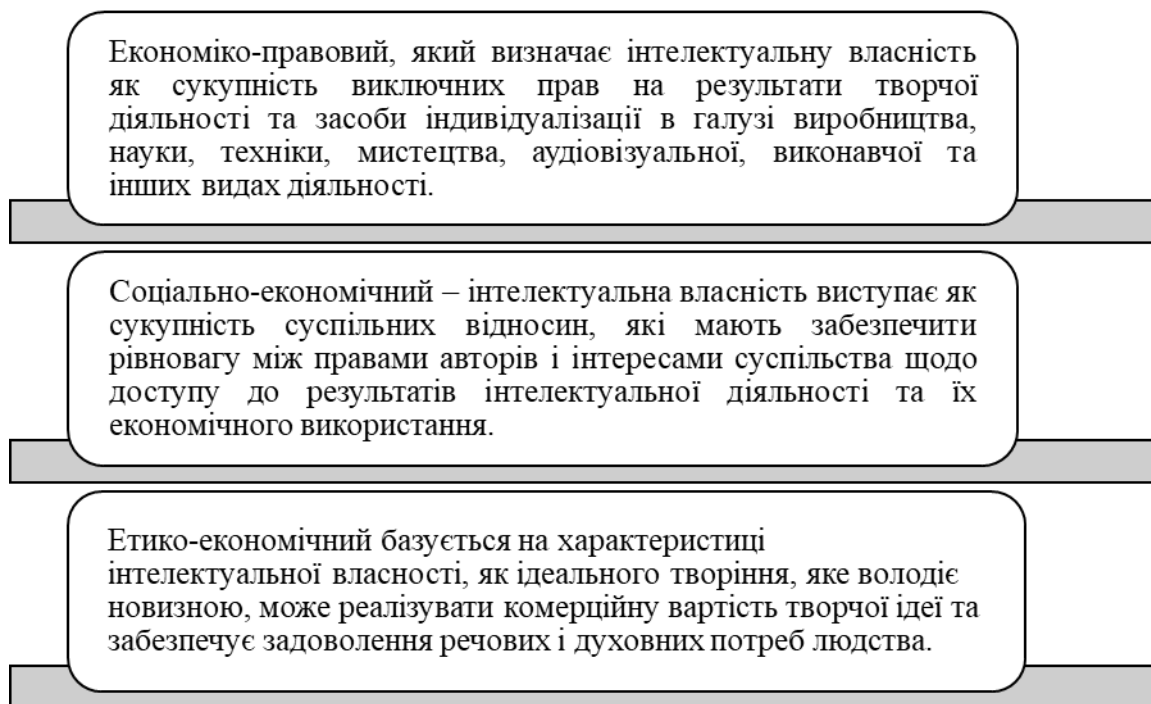 Економіко-правовий, який визначає інтелектуальну власність
як сукупність виключних прав на результати творчої
діяльності та засоби індивідуалізації в галузі виробництва,
науки, техніки, мистецтва, аудіовізуальної, виконавчої та
інших видах діяльності.
Соціально-економічний – інтелектуальна власність виступає як
сукупність суспільних відносин, які мають забезпечити
рівновагу між правами авторів і інтересами суспільства щодо
доступу до результатів інтелектуальної діяльності та їх
економічного використання.
Етико-економічний базується на характеристиці
інтелектуальної власності, як ідеального творіння, яке володіє
новизною, може реалізувати комерційну вартість творчої ідеї та
забезпечує задоволення речових і духовних потреб людства.